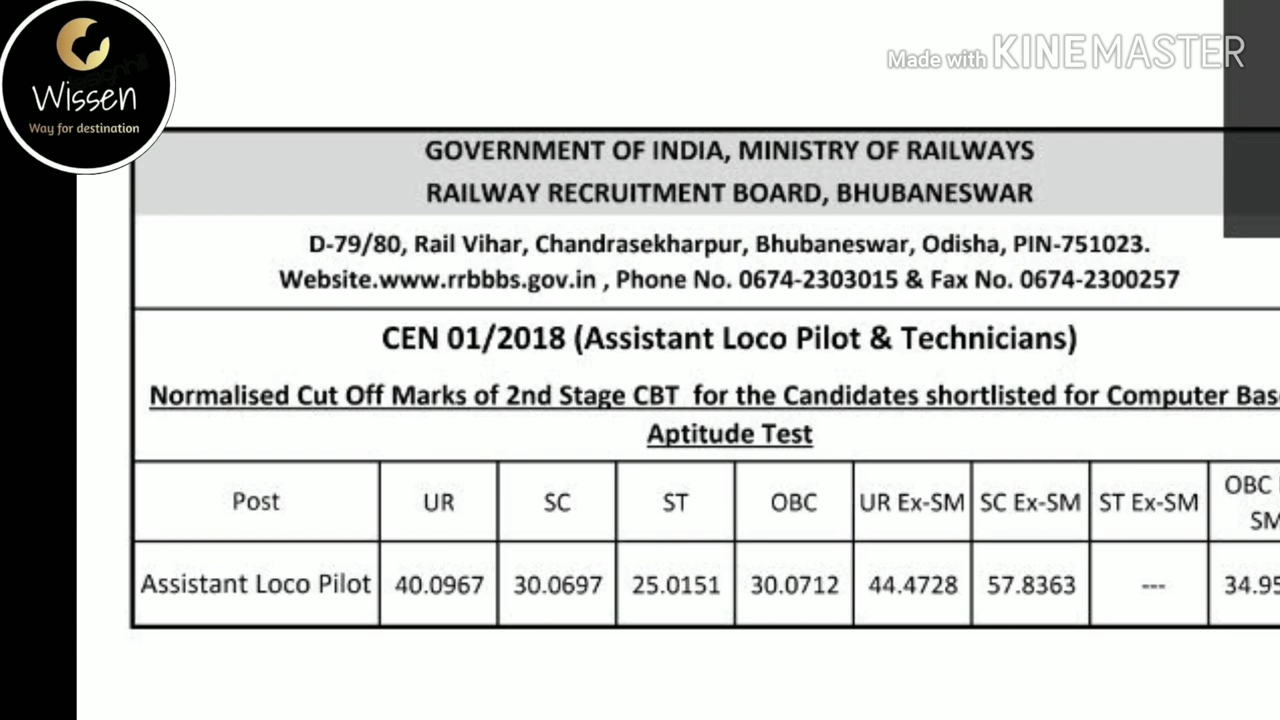 Wissen
Way for destination
Made with KINEMASTER
GOVERNMENT OF INDIA, MINISTRY OF RAILWAYS
RAILWAY RECRUITMENT BOARD, BHUBANESWAR
D-79/80, Rail Vihar, Chandrasekharpur, Bhubaneswar, Odisha, PIN-751023.
Website.www.rrbbbs.gov.in , Phone No. 0674-2303015 & Fax No. 0674-2300257
CEN 01/2018 (Assistant Loco Pilot & Technicians)
Normalised Cut Off Marks of 2nd Stage CBT for the Candidates shortlisted for Computer
Aptitude Test
Post UR SC ST OBC UR Ex-SM SC Ex-SM ST Ex-SM OBC
SM
Assistant Loco Pilot 40.0967 30.0697 25.0151 30.0712 44.4728 57.8363 --- 34.95